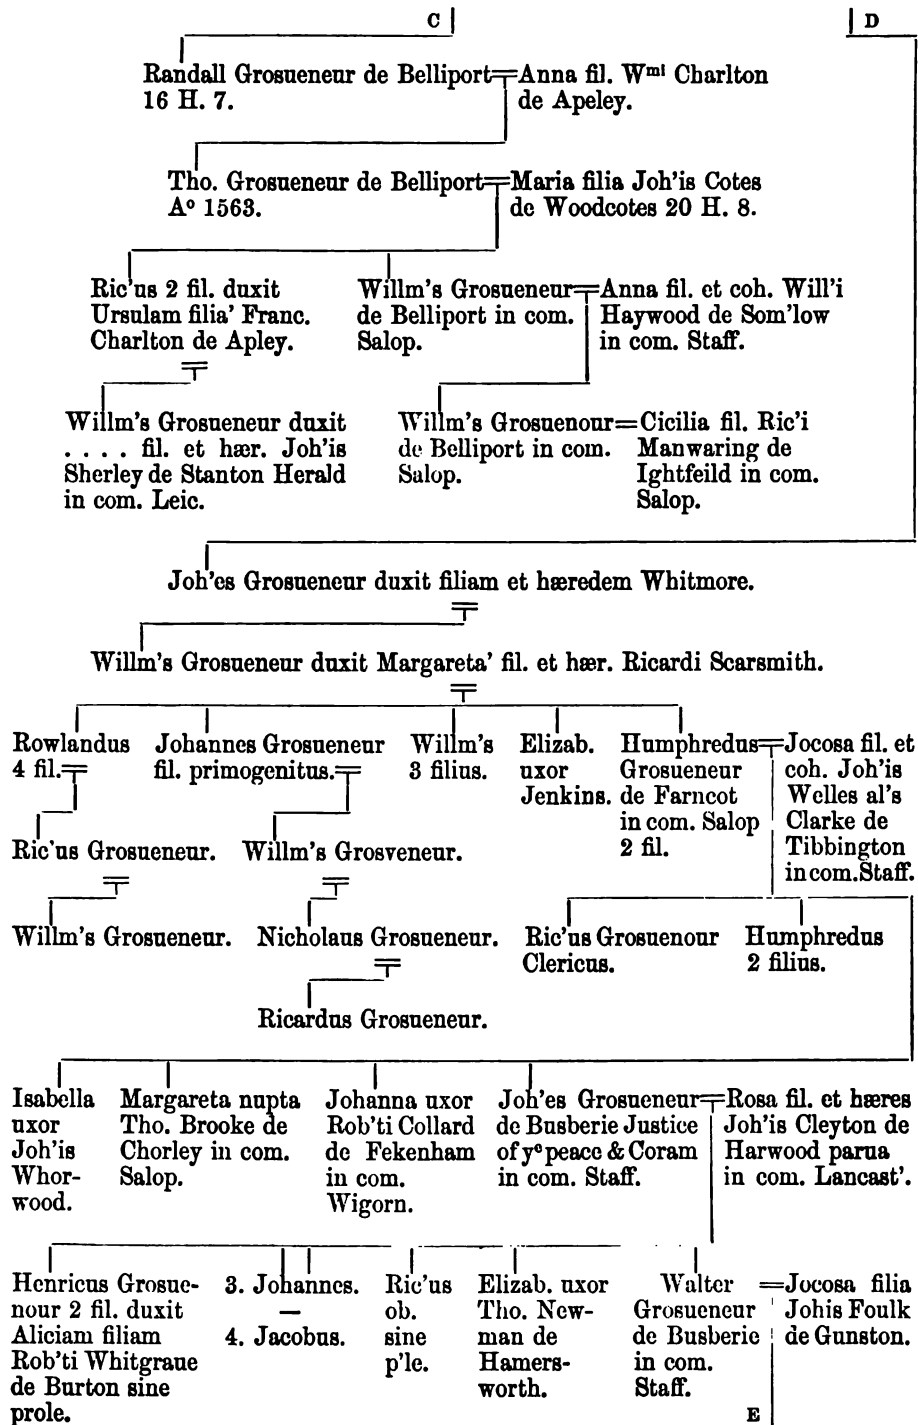 C D
Randall Grosueneur de Belliport=Anna fil. Wmi Charlton
16 H. 7. de Apeley.
Tho. Grosueneur de Belliport=Maria filia Joh'is Cotes
Aº 1563. de Woodcotes 20 H. 8.
Ric'us 2 fil. duxit
Ursulam filia' Franc.
Charlton de Apley.
Willm's Grosueneur=Anna fil. et coh. Will'i
de Belliport in com. Haywood de Som'low
Salop. in com. Staff.
Willm's Grosueneur duxit
. . . . fil. et hær. Joh'is
Sherley de Stanton Herald
in com. Leic.
Willm's Grosuenour=Cicilia fil. Ric'i
de Belliport in com. Manwaring de
Salop. Ightfeild in com.
Salop.
Joh'es Grosueneur duxit filiam et hæredem Whitmore.
Willm's Grosueneur duxit Margareta' fil. et hær. Ricardi Scarsmith.
Rowlandus
4 fil.
Johannes Grosueneur
fil. primogenitus.
Willm's
3 filius.
Elizab.
uxor
Jenkins.
Humphredus=Jocosa fil. et
Grosueneur coh. Joh'is
de Farncot Welles al's
in com. Salop Clarke de
2 fil. Tibbington
in com. Staff.
Ric'us Grosueneur. Willm's Grosveneur.
Willm's Grosueneur. Nicholaus Grosueneur.
Ric'us Grosuenour
Clericus.
Humphredus
2 filius.
Ricardus Grosueneur.
Isabella
uxor
Joh'is
Whor-
wood.
Margareta nupta
Tho. Brooke de
Chorley in com.
Salop.
Johanna uxor
Rob'ti Collard
de Fekenham
in com.
Wigorn.
Joh'es Grosueneur=Rosa fil. et hæres
de Busberie Justice Joh'is Cleyton de
of ye peace & Coram Harwood parua
in com. Staff. in com. Lancast'.
Henricus Grosue-
nour 2 fil. duxit
Aliciam filiam
Rob'ti Whitgraue
de Burton sine
prole.
3. Johannes.
—
4. Jacobus.
Ric'us
ob.
sine
p'le.
Elizab. uxor
Tho. New-
man de
Hamers-
worth.
Walter =Jocosa filia
Grosueneur Johis Foulk
de Busberie de Gunston.
in com.
Staff.
E